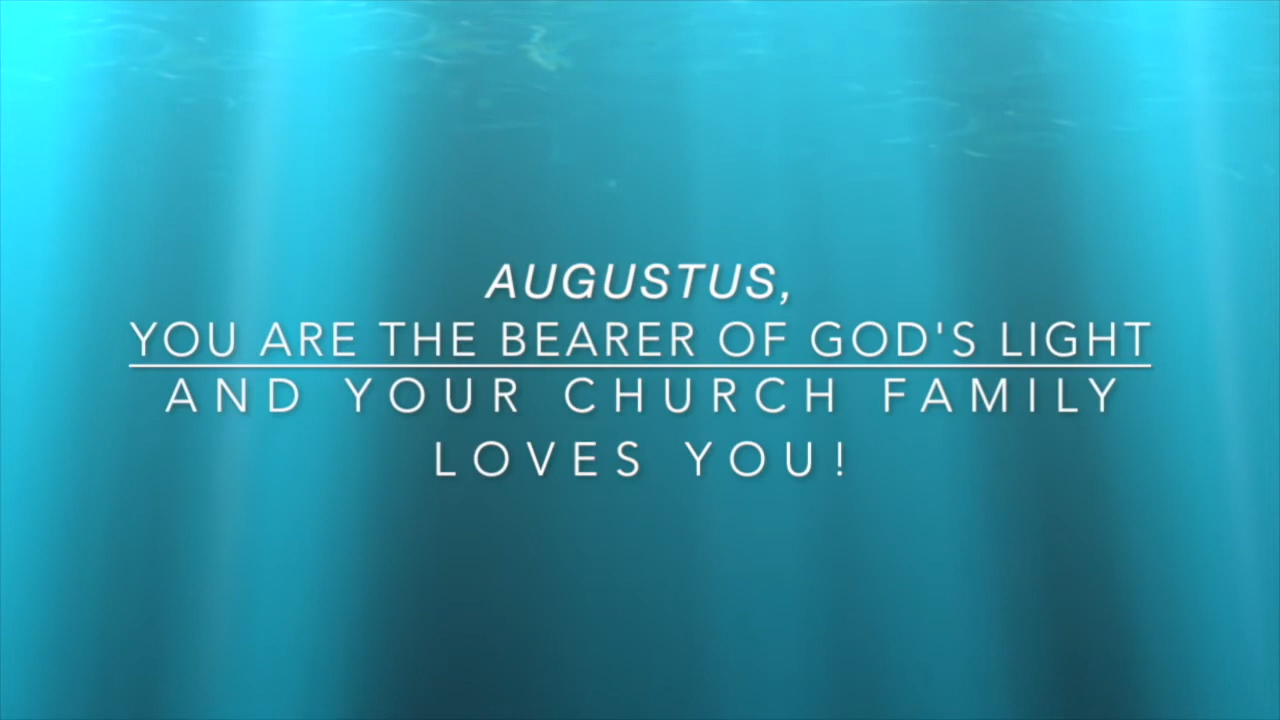 AUGUSTUS,
YOU ARE THE BEARER OF GOD'S LIGHT
AND YOUR CHURCH FAMILY
LOVES YOU!